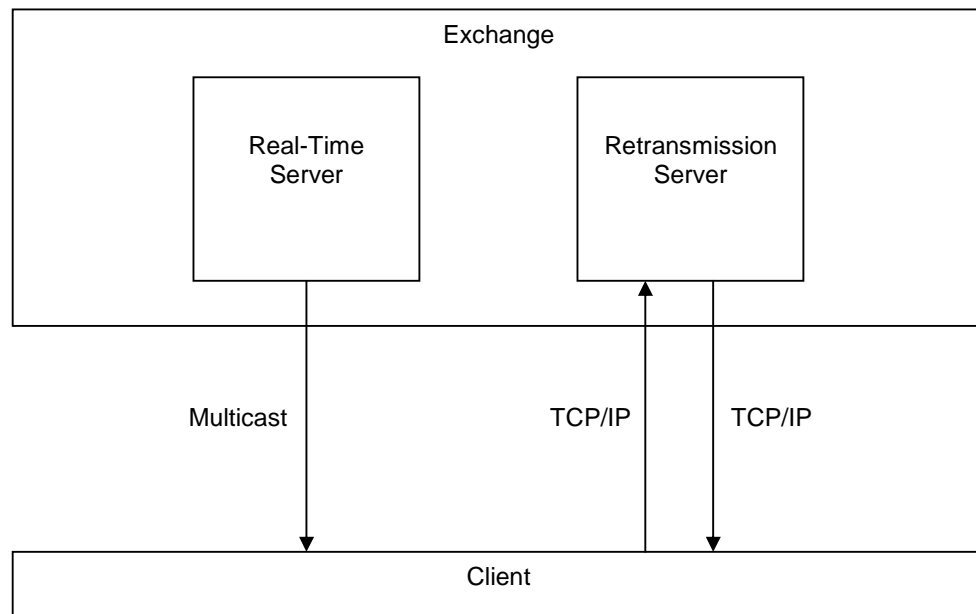 Exchange
Real-Time
Server
Retransmission
Server
Multicast
TCP/IP
TCP/IP
Client